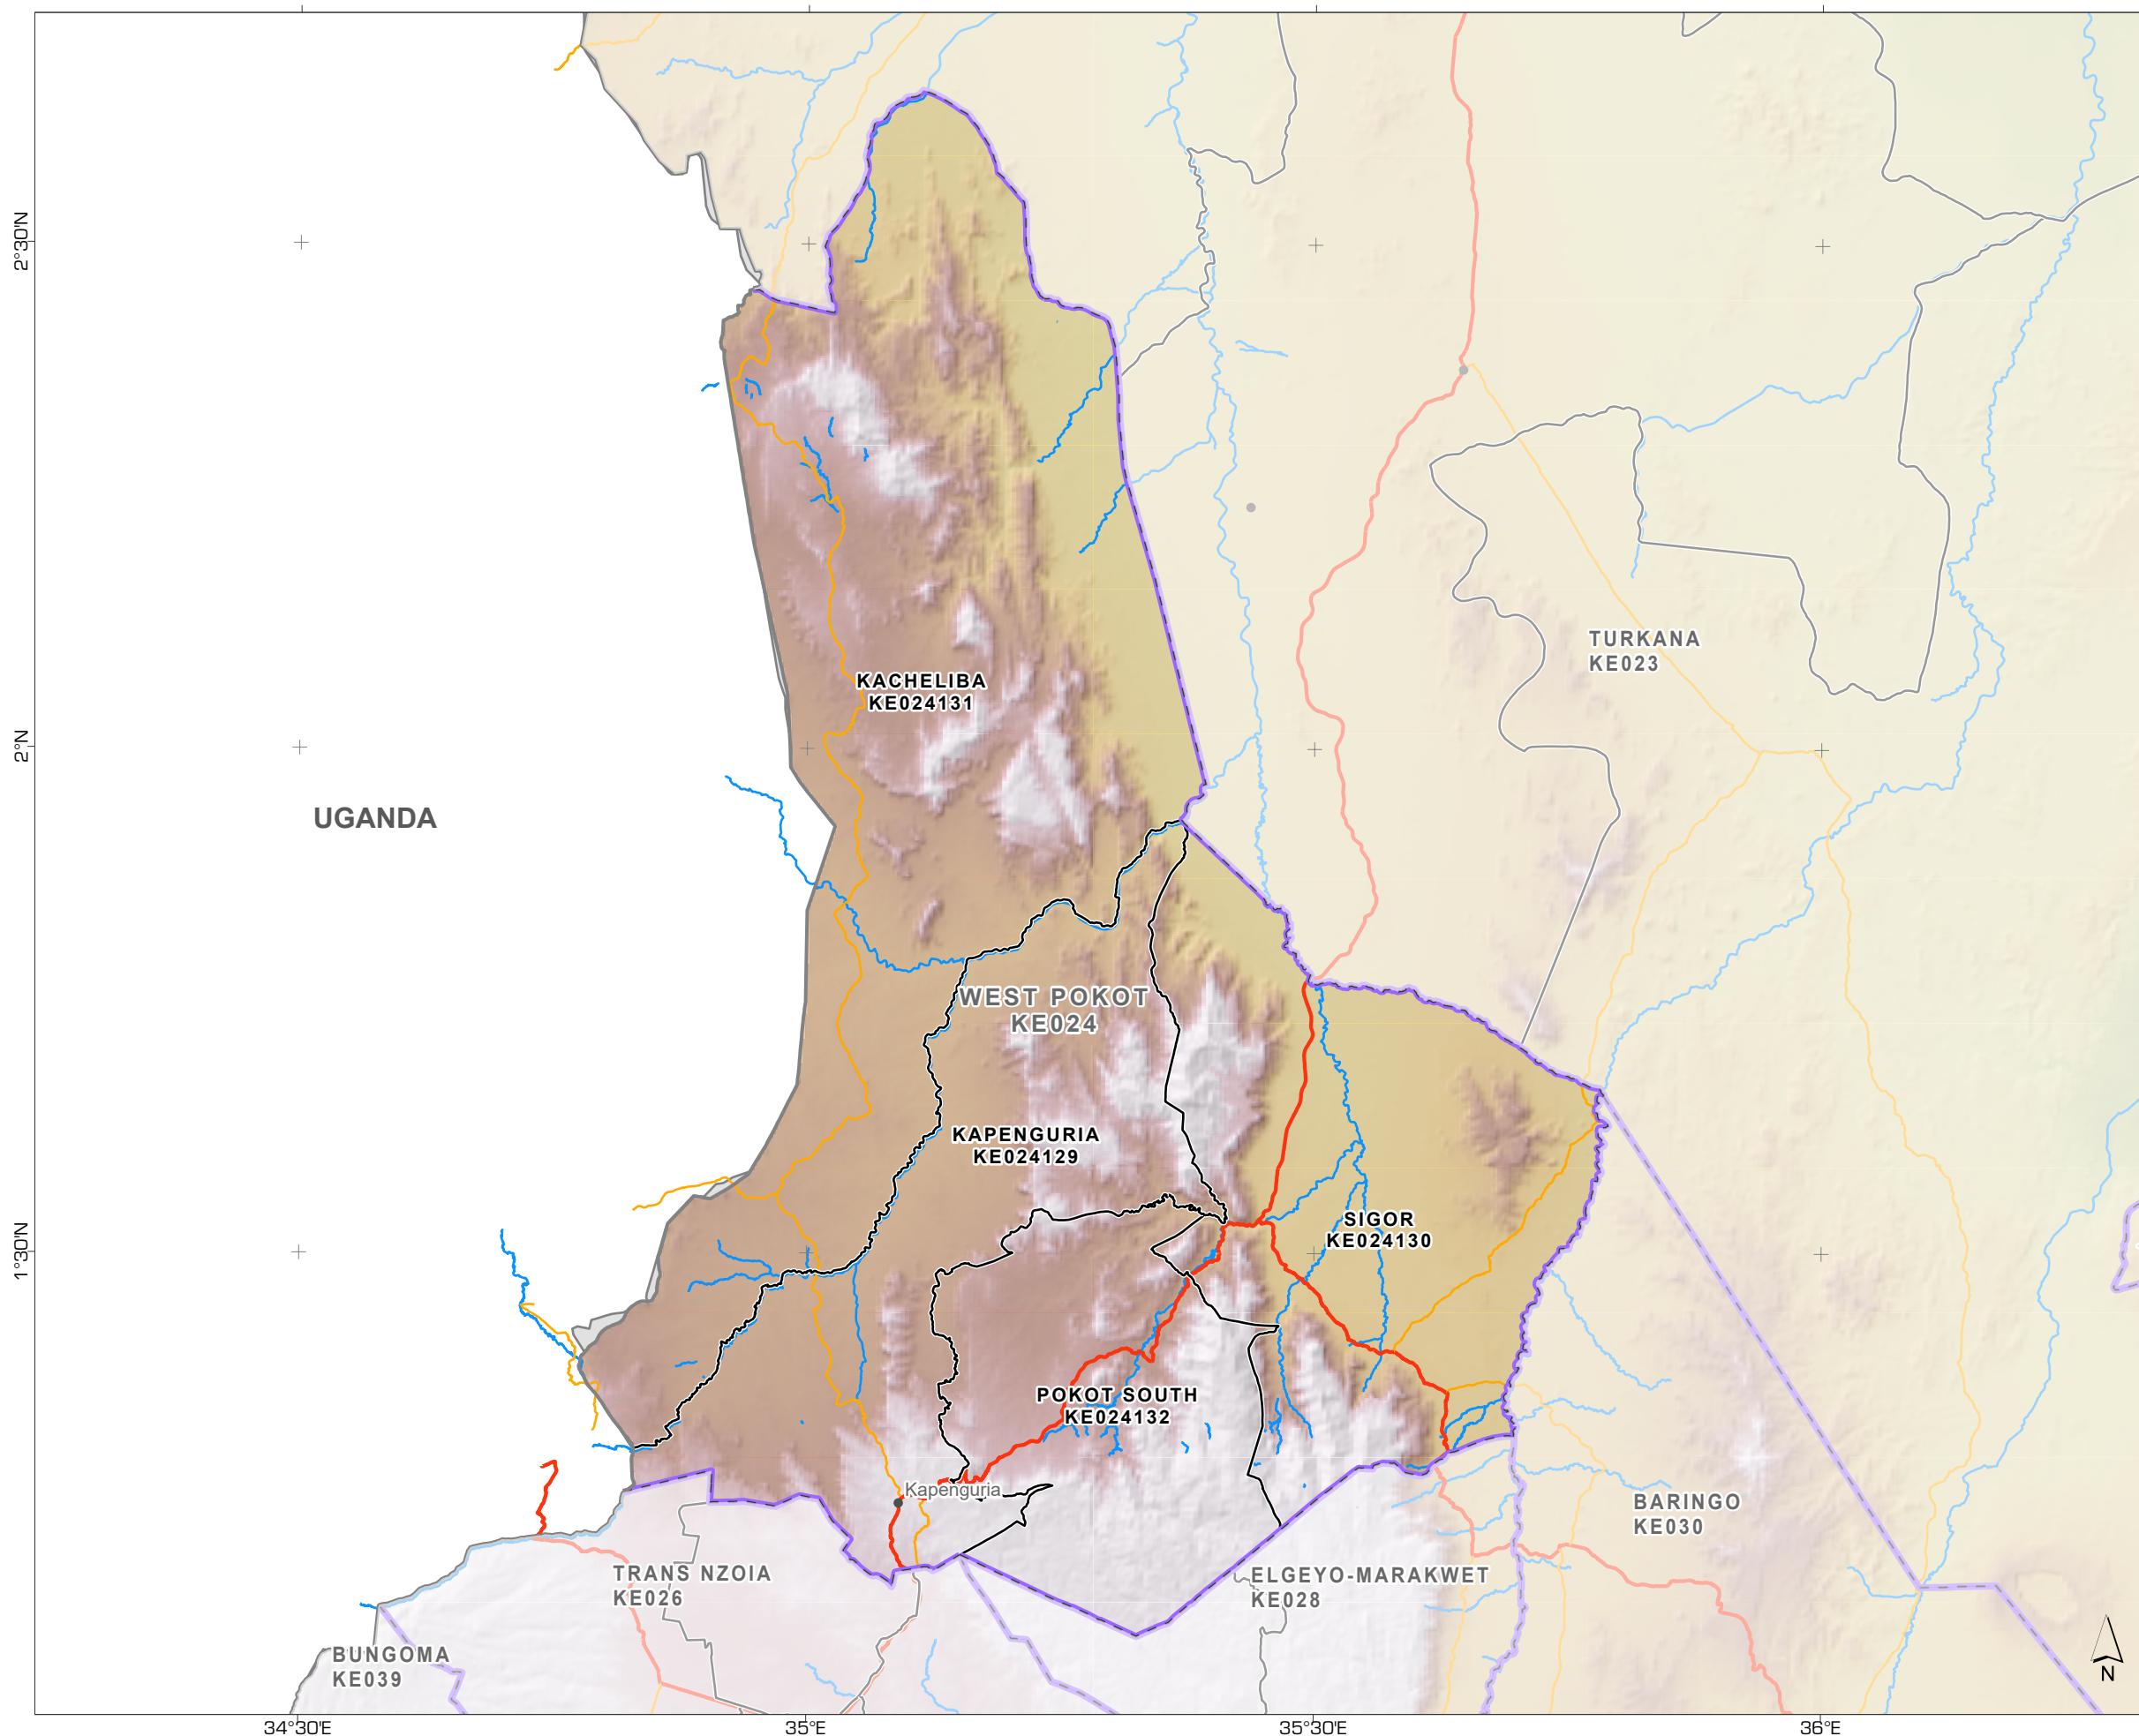 2°30'N
TURKANA
KE023
KACHELIBA
KE024131
2°N
UGANDA
WEST POKOT
KE024
KAPENGURIA
KE024129
SIGOR
KE024130
1°30'N
POKOT SOUTH
KE024132
Kapenguria
BARINGO
KE030
TRANS NZOIA
KE026
ELGEYO-MARAKWET
KE028
BUNGOMA
KE039
N
34°30'E
35°E
35°30'E
36°E